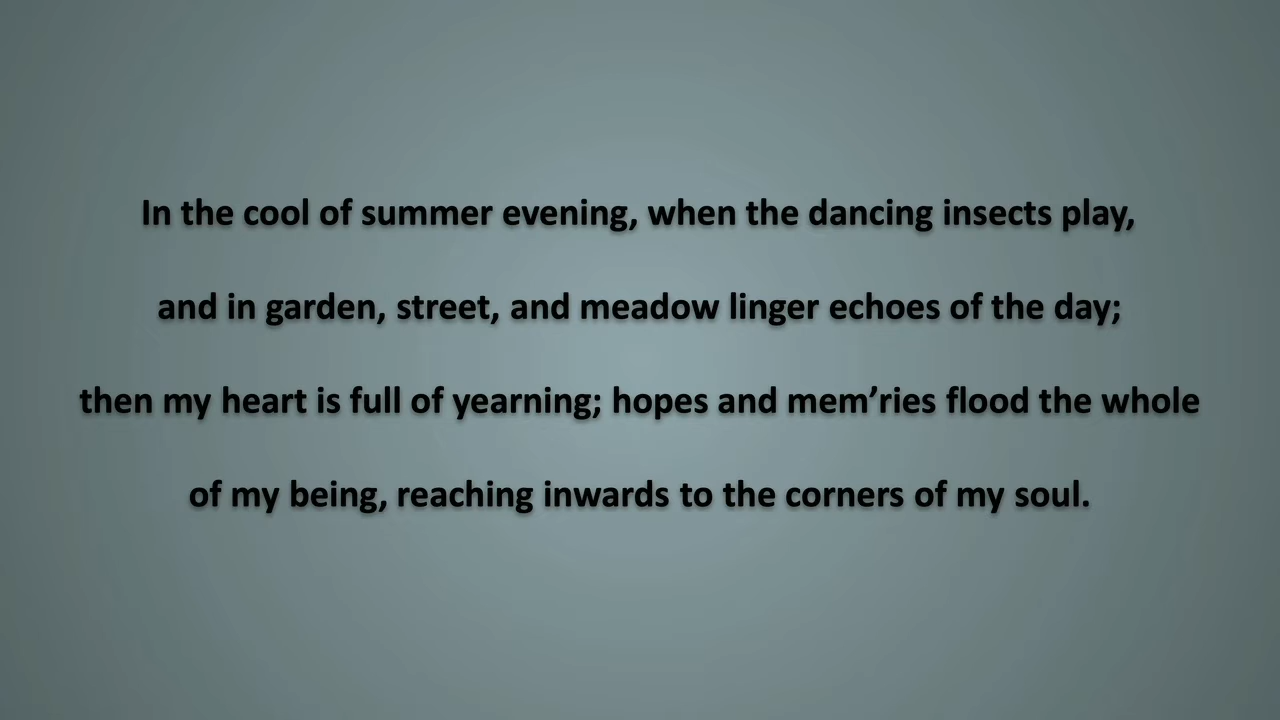 In the cool of summer evening, when the dancing insects play,
and in garden, street, and meadow linger echoes of the day;
then my heart is full of yearning; hopes and mem’ries flood the whole
of my being, reaching inwards to the corners of my soul.